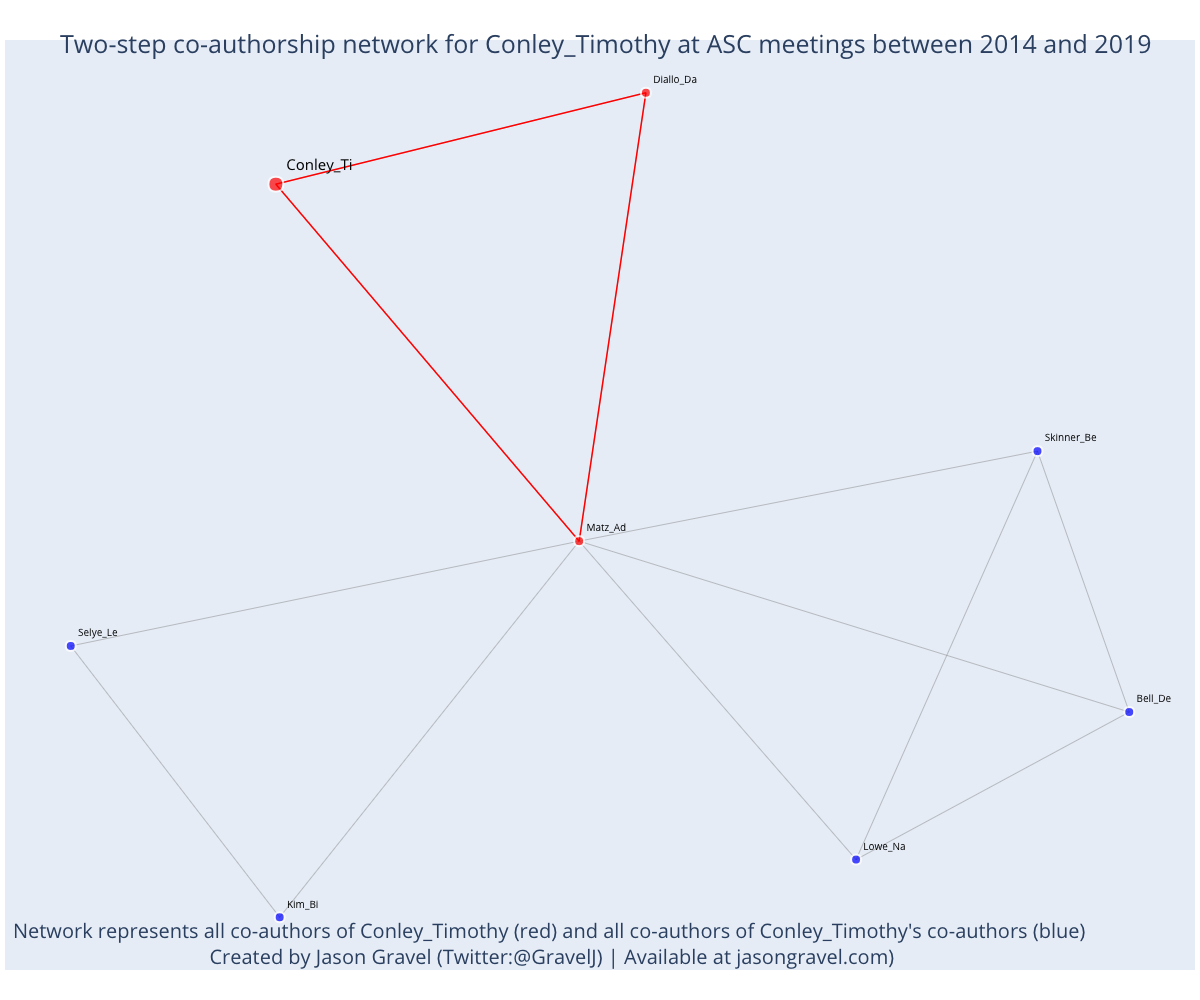 Two-step co-authorship network for Conley_Timothy at ASC meetings between 2014 and 2019
Diallo_Da
Conley_Ti
Skinner_Be
Matz_Ad
Selye_Le
Bell_De
Lowe_Na
Kim_Bi
Network represents all co-authors of Conley_Timothy (red) and all co-authors of Conley_Timothy's co-authors (blue)
Created by Jason Gravel (Twitter:@GravelJ) | Available at jasongravel.com)